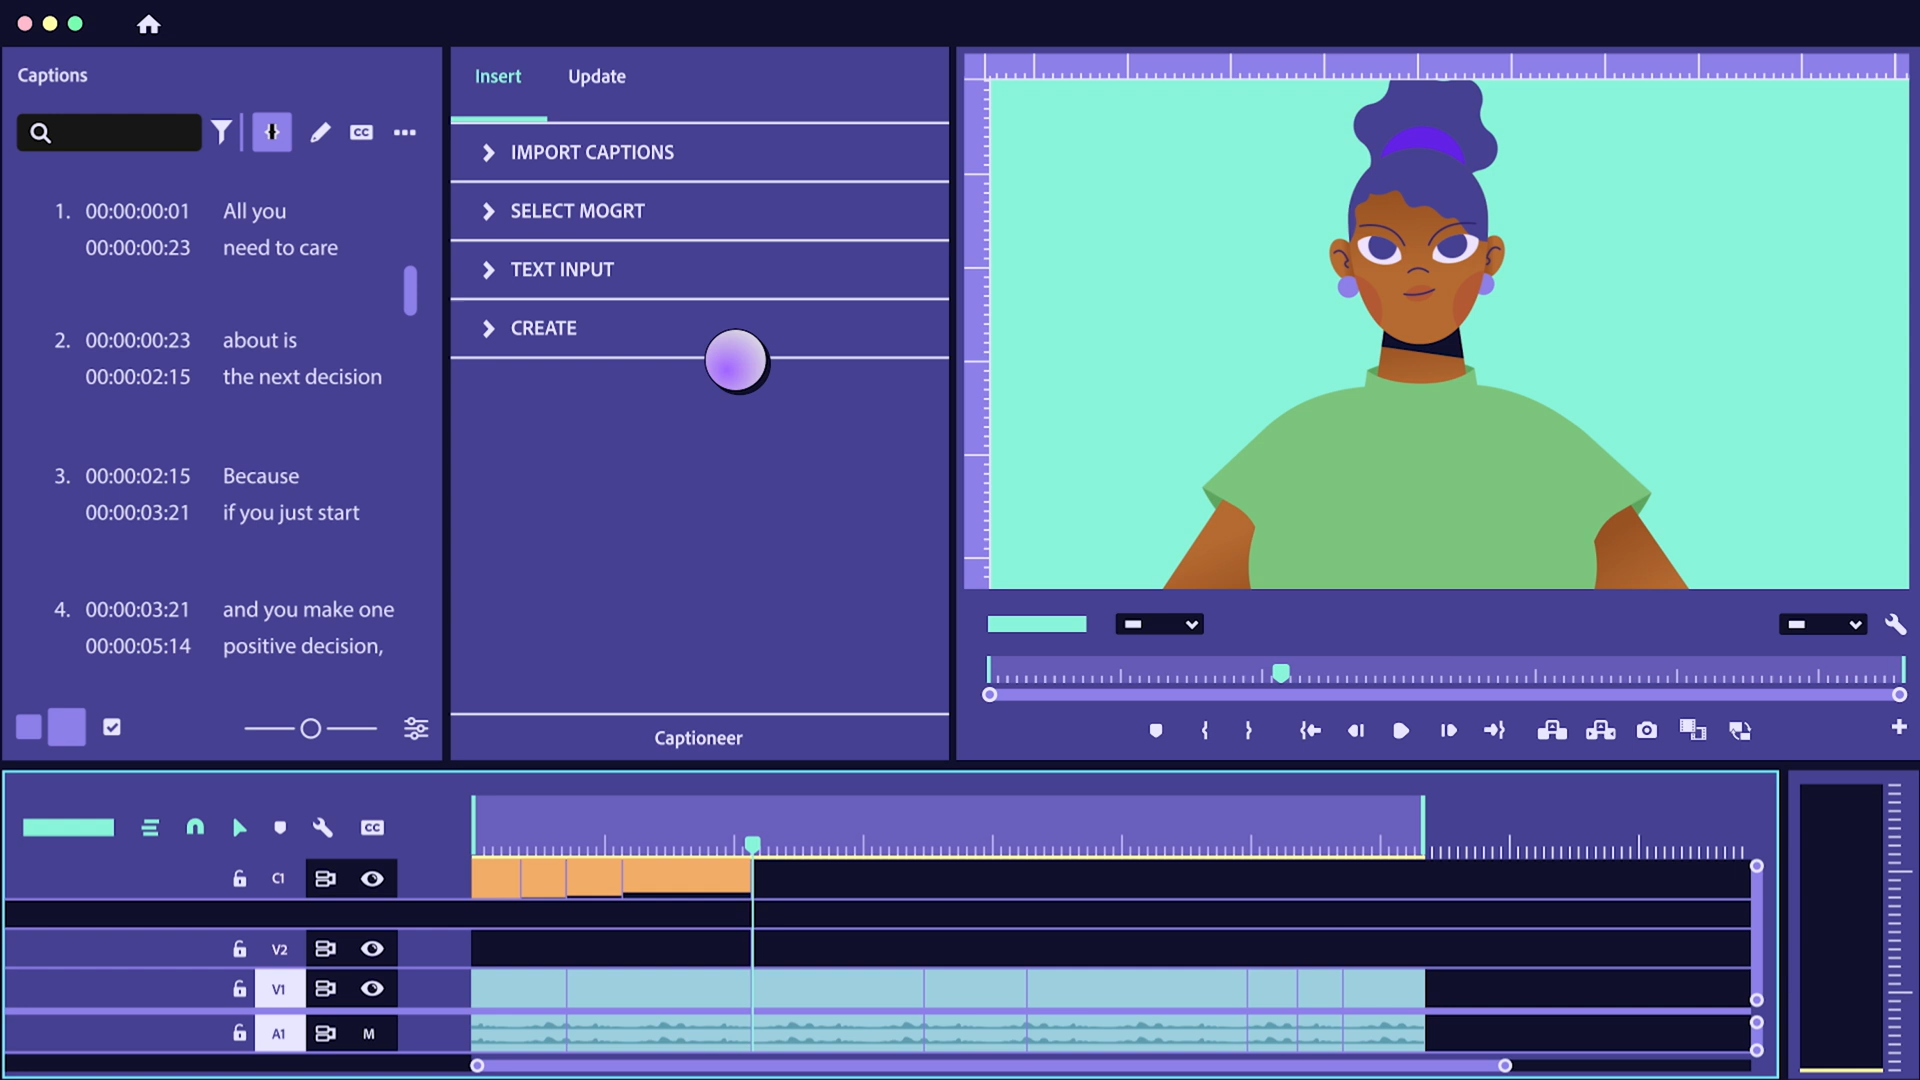 Captions
CC
1. 00:00:00:01 All you
00:00:00:23 need to care
2. 00:00:00:23 about is
00:00:02:15 the next decision
3. 00:00:02:15 Because
00:00:03:21 if you just start
4. 00:00:03:21 and you make one
00:00:05:14 positive decision,
Insert Update
IMPORT CAPTIONS
SELECT MOGRT
TEXT INPUT
CREATE
Captioneer
CC
C1
V2
V1
A1 M